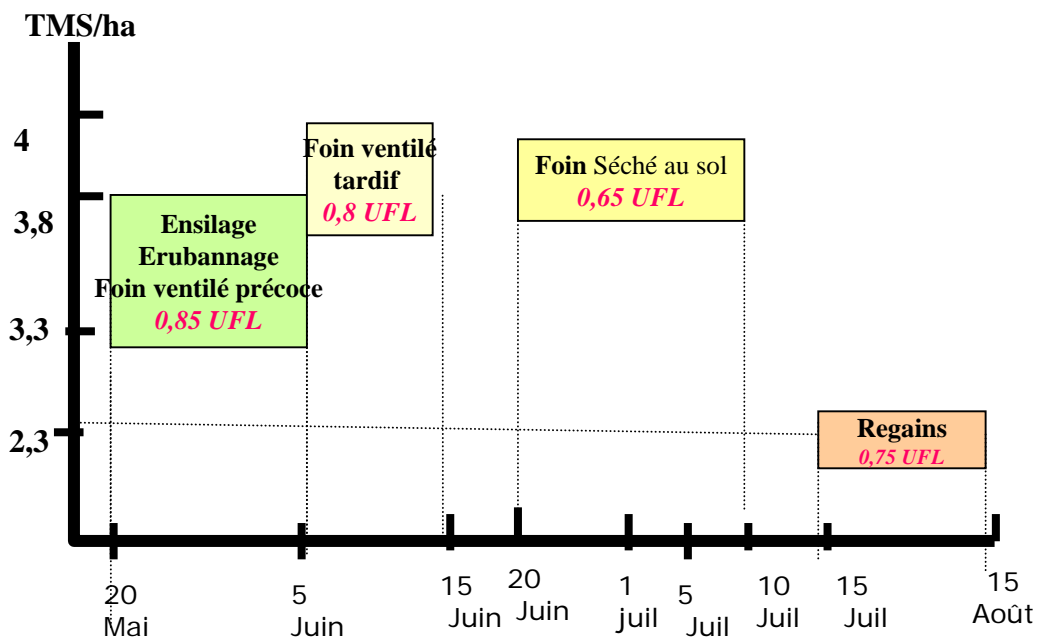 TMS/ha
4
3,8
3,3
2,3
Ensilage
Erubannage
Foin ventilé précoce
0,85 UFL
Foin ventilé
tardif
0,8 UFL
Foin Séché au sol
0,65 UFL
Regains
0,75 UFL
20
Mai
5
Juin
15
Juin
20
Juin
1
juil
5
Juil
10
Juil
15
Juil
15
Août